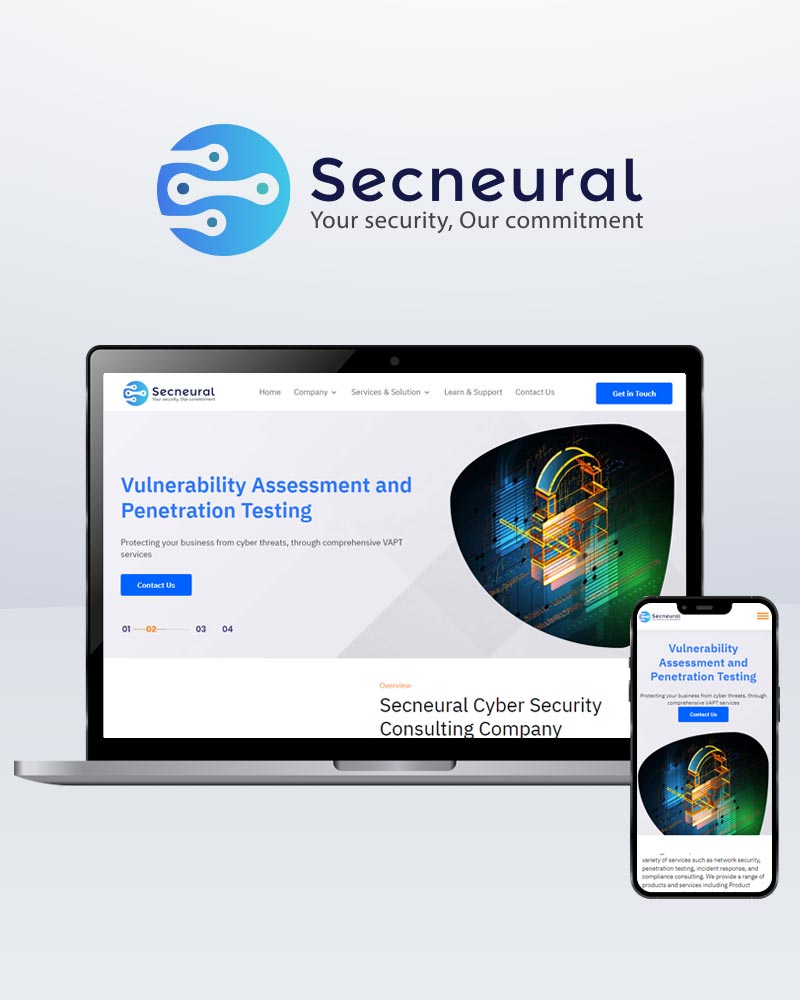 Secneural
Your security, Our commitment
Secneural
Your security, Our commitment
Home
Company
Services & Solution
Learn & Support
Contact Us
Get in Touch
Vulnerability Assessment and
Penetration Testing
Protecting your business from cyber threats, through comprehensive VAPT
services
Contact Us
01
02
03
04
Overview
Secneural Cyber Security
Consulting Company
Secneural
Vulnerability
Assessment and
Penetration Testing
Protecting your business from cyber threats, through
comprehensive VAPT services
Contact Us
variety of services such as network security,
penetration testing, incident response, and
compliance consulting. We provide a range of
products and services including Product